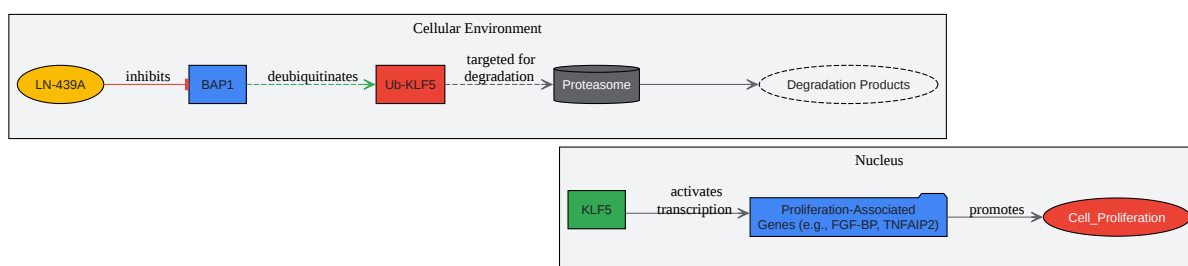 Cellular Environment
LN-439A
inhibits
BAP1
deubiquitinates
Ub-KLF5
targeted for
degradation
Proteasome
Degradation Products
Nucleus
KLF5
activates
transcription
Proliferation-Associated
Genes (e.g., FGF-BP, TNFAIP2)
promotes
Cell_Proliferation